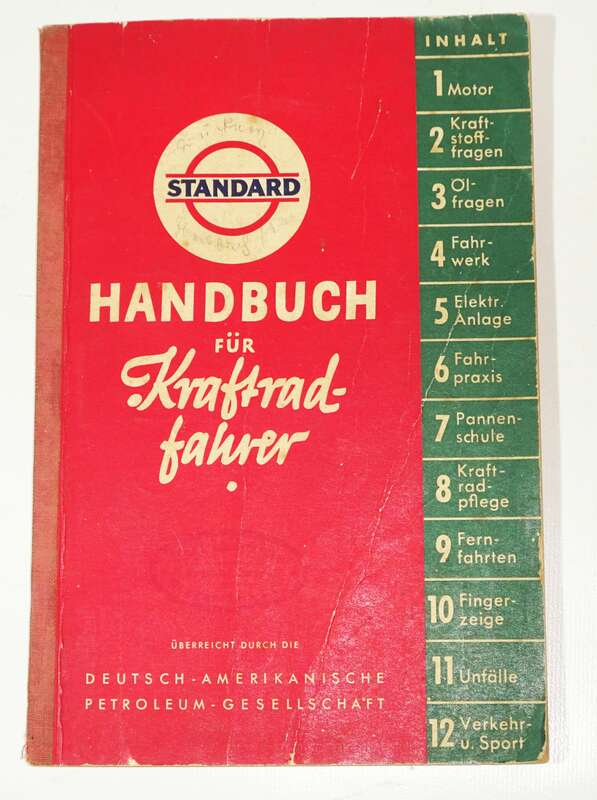 STANDARD
HANDBUCH
FÜR
Kraftrad-
fahrer
ÜBERREICHT DURCH DIE
DEUTSCH-AMERIKANISCHE
PETROLEUM-GESELLSCHAFT
INHALT
1 Motor
2 Kraft-
stoff-
fragen
3 Öl-
fragen
4 Fahr-
werk
5 Elektr.
Anlage
6 Fahr-
praxis
7 Pannen-
schule
8 Kraft-
rad-
pflege
9 Fern-
fahrten
10 Finger-
zeige
11 Unfälle
12 Verkehr
u. Sport